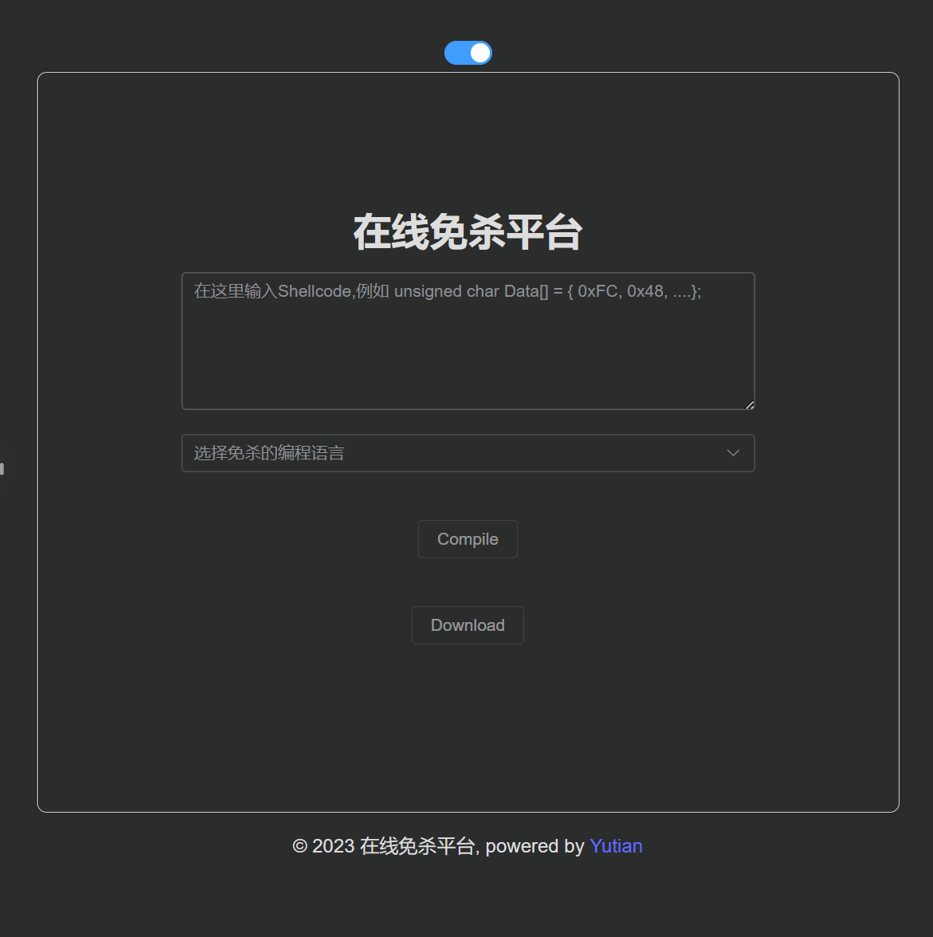 在线免杀平台
在这里输入Shellcode,例如 unsigned char Data[] = { 0xFC, 0x48, ....};
选择免杀的编程语言
Compile
Download
© 2023 在线免杀平台, powered by Yutian